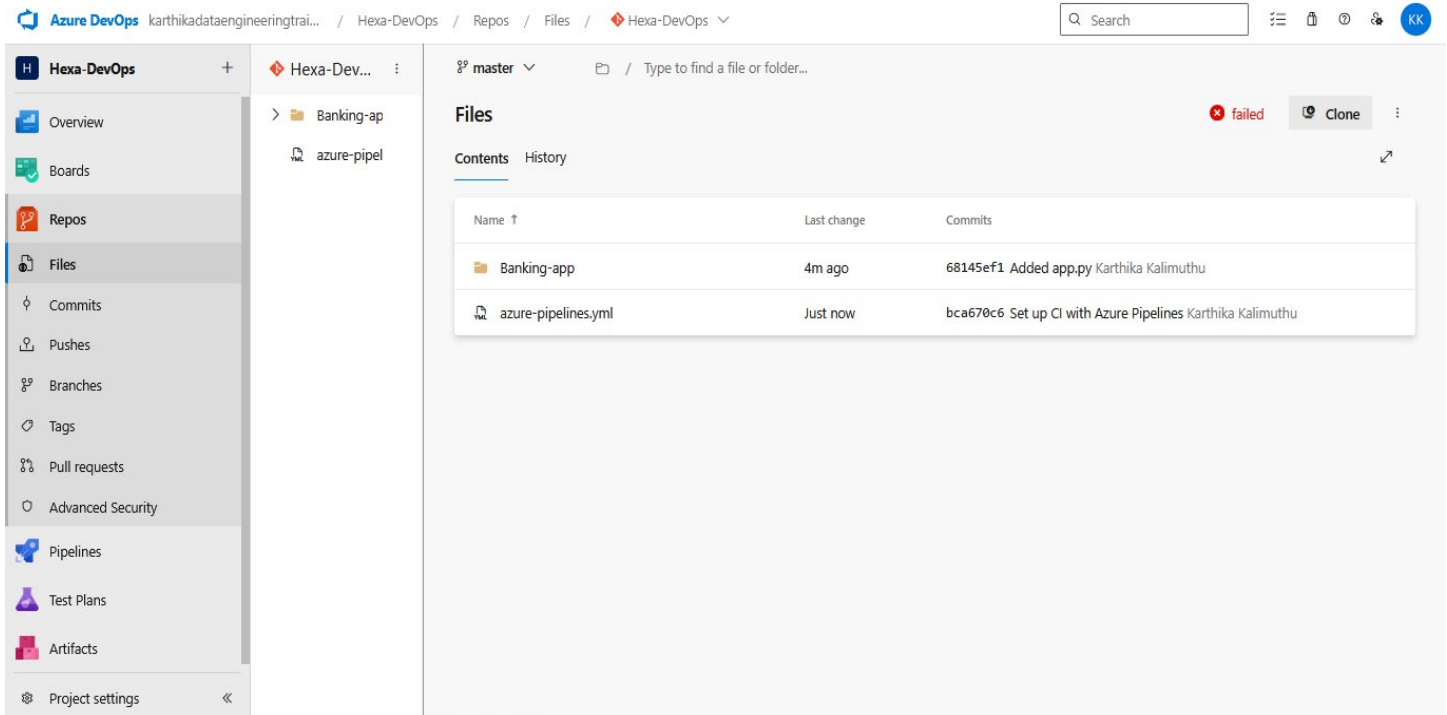 Azure DevOps karthikadataengineeringtrai... / Hexa-DevOps / Repos / Files / Hexa-DevOps
Search
KK
H Hexa-DevOps +
Overview
Boards
Repos
Files
Commits
Pushes
Branches
Tags
Pull requests
Advanced Security
Pipelines
Test Plans
Artifacts
Project settings
Hexa-Dev...
Banking-ap
azure-pipel
master / Type to find a file or folder...
Files
failed Clone
Contents History
Name ↑ Last change Commits
Banking-app 4m ago 68145ef1 Added app.py Karthika Kalimuthu
azure-pipelines.yml Just now bca670c6 Set up CI with Azure Pipelines Karthika Kalimuthu